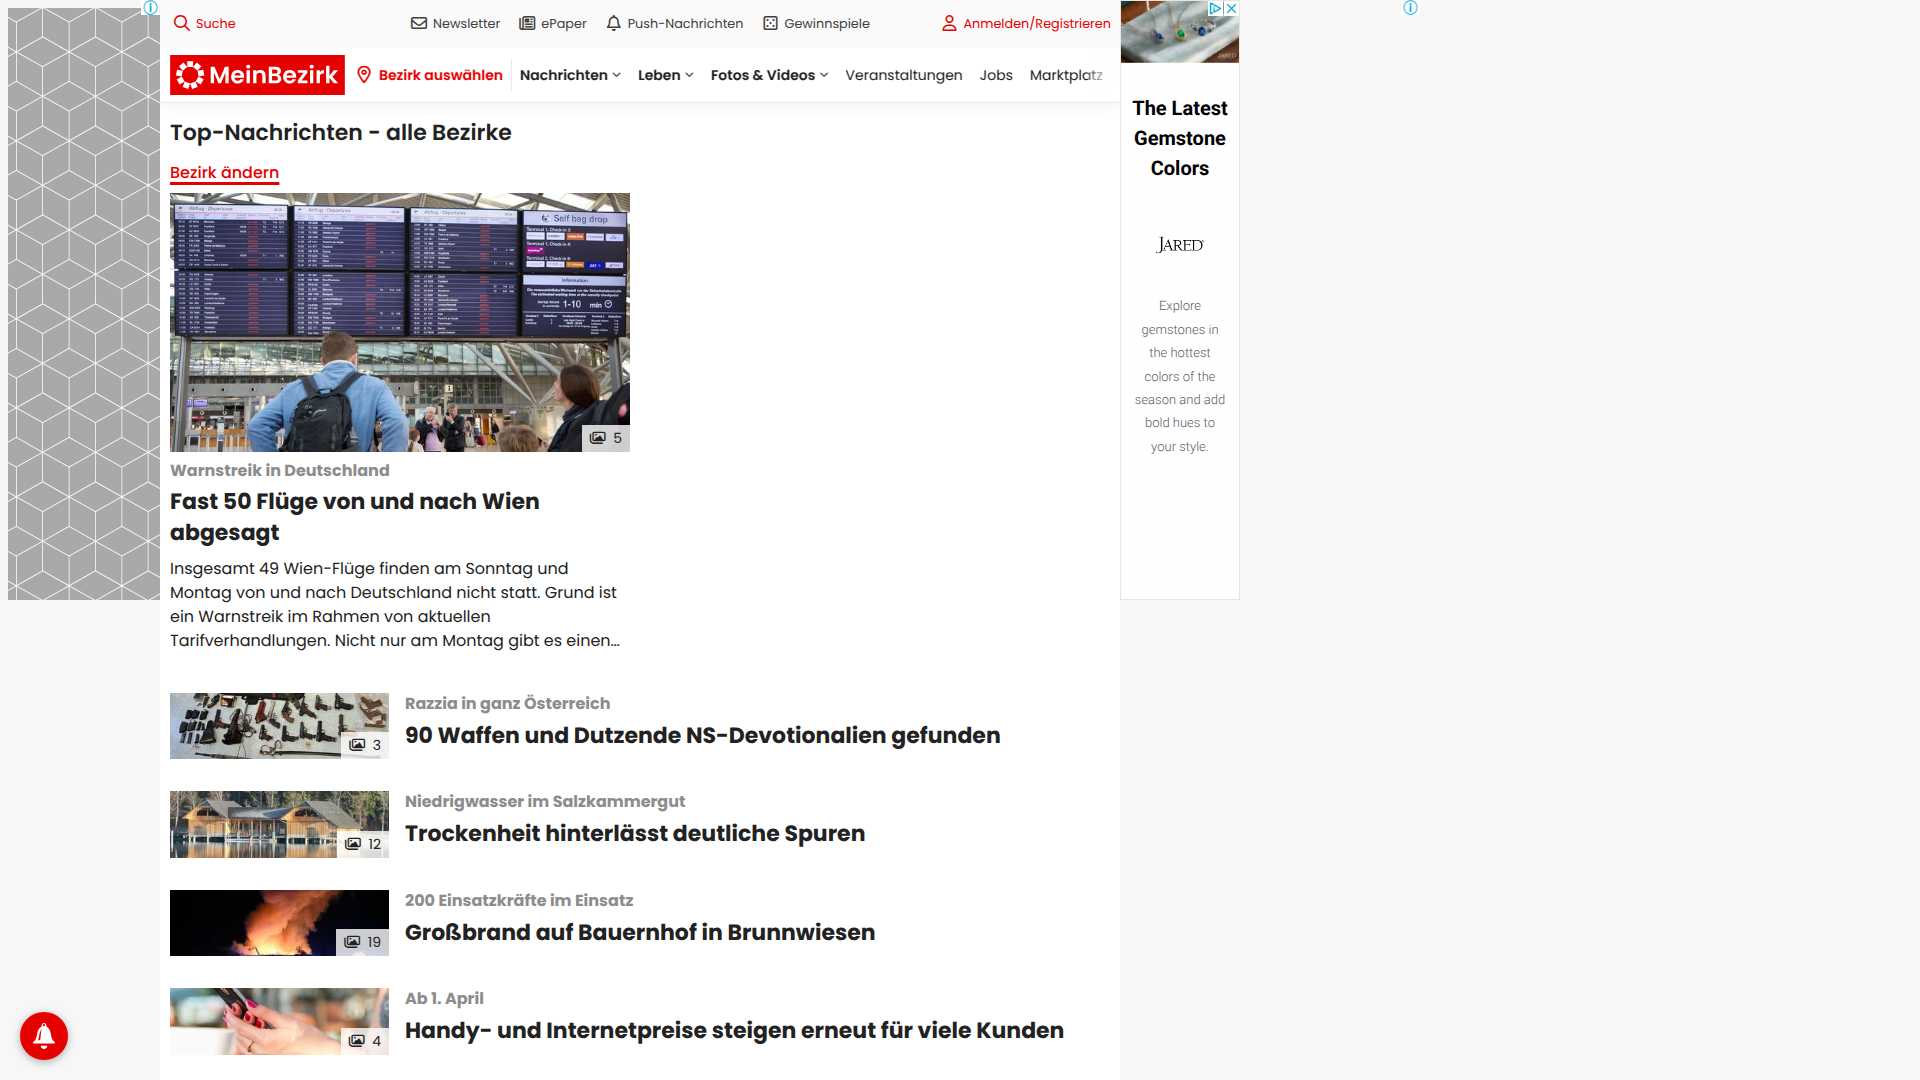 Suche
Newsletter
ePaper
Push-Nachrichten
Gewinnspiele
Anmelden/Registrieren
MeinBezirk
Bezirk auswählen
Nachrichten
Leben
Fotos & Videos
Veranstaltungen
Jobs
Marktplatz
Top-Nachrichten - alle Bezirke
Bezirk ändern
Self bag drop
1-10 min
5
Warnstreik in Deutschland
Fast 50 Flüge von und nach Wien
abgesagt
Insgesamt 49 Wien-Flüge finden am Sonntag und
Montag von und nach Deutschland nicht statt. Grund ist
ein Warnstreik im Rahmen von aktuellen
Tarifverhandlungen. Nicht nur am Montag gibt es einen...
3
Razzia in ganz Österreich
90 Waffen und Dutzende NS-Devotionalien gefunden
12
Niedrigwasser im Salzkammergut
Trockenheit hinterlässt deutliche Spuren
19
200 Einsatzkräfte im Einsatz
Großbrand auf Bauernhof in Brunnwiesen
4
Ab 1. April
Handy- und Internetpreise steigen erneut für viele Kunden
The Latest
Gemstone
Colors
JARED
Explore
gemstones in
the hottest
colors of the
season and add
bold hues to
your style.